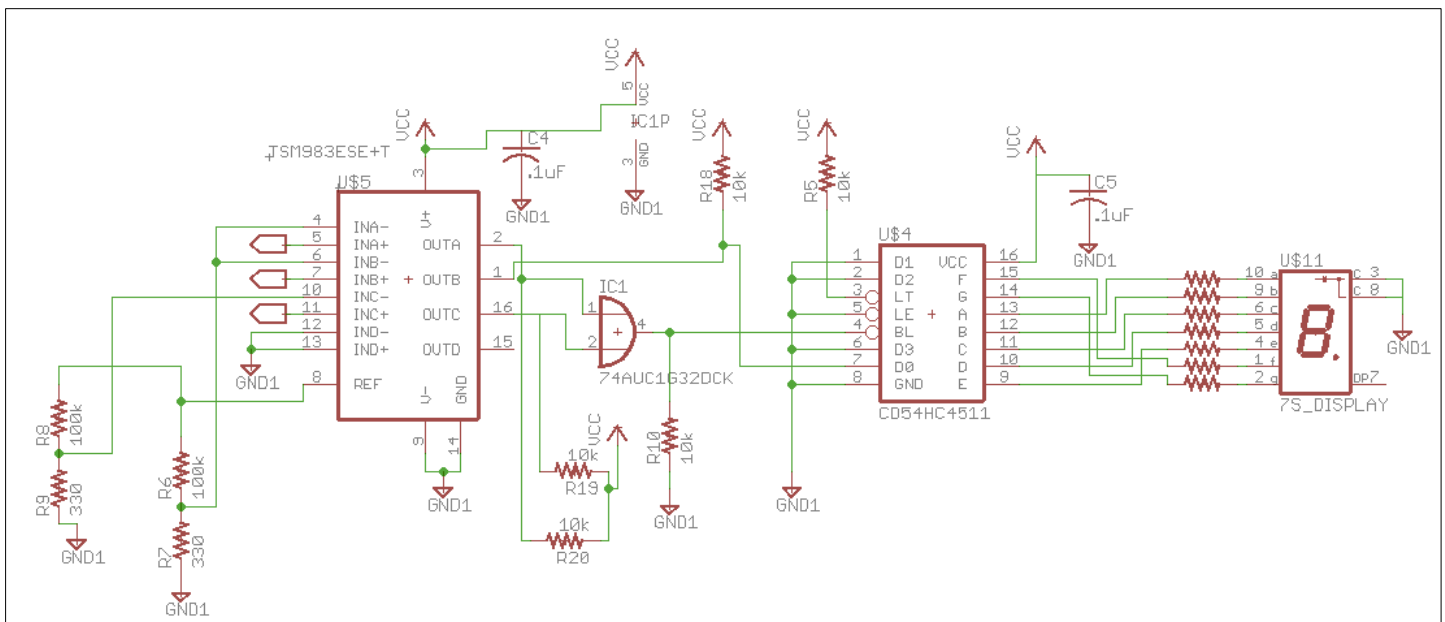 VCC
5
VCC
IC1P
3
GND
GND1
VCC
C4
.1uF
GND1
TSM983ESE+T
U$5
3
V+
4 INA-
5 INA+
6 INB-
7 INB+
10 INC-
11 INC+
12 IND-
13 IND+
8 REF
OUTA 2
OUTB 1
OUTC 16
OUTD 15
V-
GND
9
14
GND1
GND1
R8
100k
R9
330
GND1
R6
100k
R7
330
GND1
IC1
1
2
4
74AUC1G32DCK
VCC
10k
R19
10k
R20
R10
10k
GND1
VCC
R18
10k
VCC
R5
10k
U$4
1 D1
2 D2
3 LT
5 LE
4 BL
6 D3
7 D0
8 GND
VCC 16
F 15
G 14
A 13
B 12
C 11
D 10
E 9
CD54HC4511
GND1
VCC
C5
.1uF
GND1
U$11
10 a
9 b
6 c
5 d
4 e
1 f
2 g
C 3
C 8
DP 7
8.
7S_DISPLAY
GND1